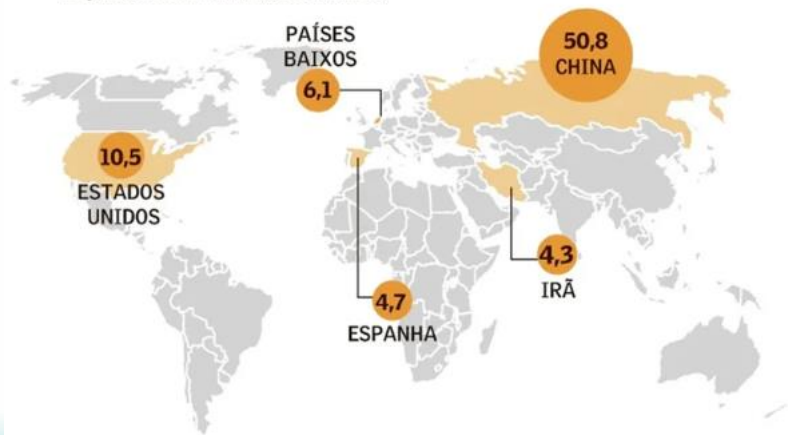 PAÍSES
BAIXOS
6,1
50,8
CHINA
10,5
ESTADOS
UNIDOS
4,7
ESPANHA
4,3
IRÃ